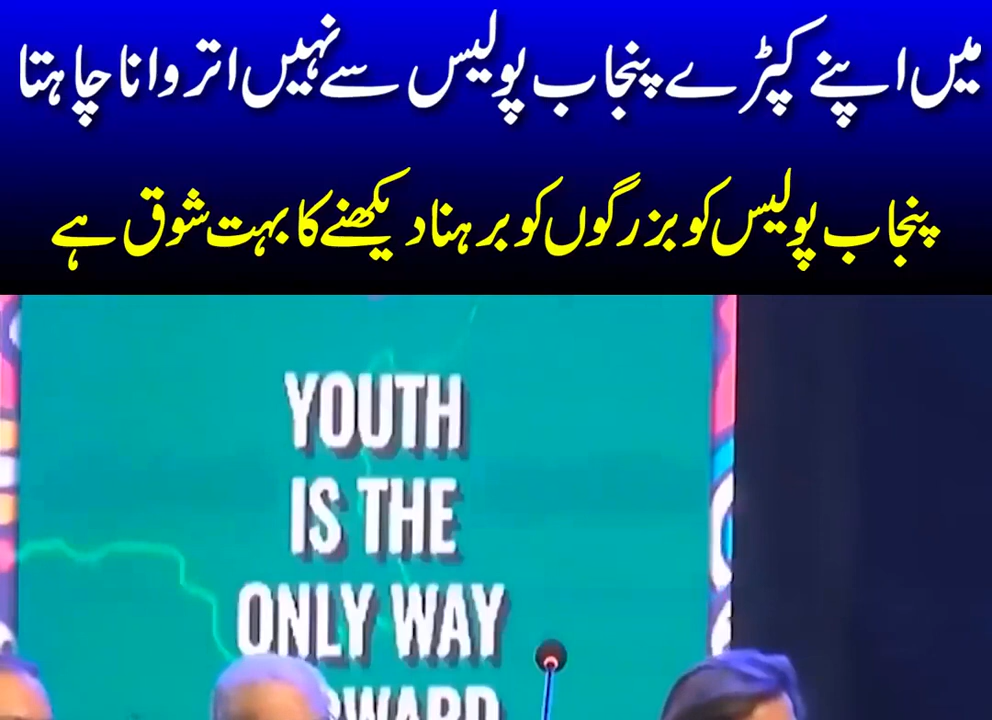 میں اپنے کپڑے پنجاب پولیس سے نہیں اتروانا چاہتا
پنجاب پولیس کو بزرگوں کو برہنا دیکھنے کا بہت شوق ہے
YOUTH
IS THE
ONLY WAY